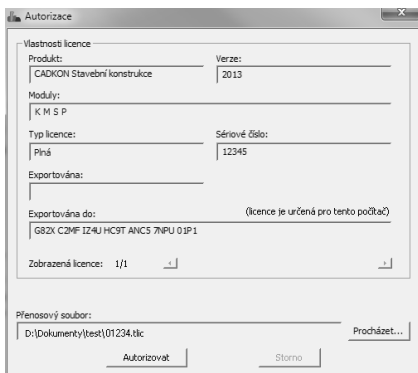 Autorizace
Vlastnosti licence
Produkt: Verze:
CADKON Stavební konstrukce 2013
Moduly:
K M S P
Typ licence: Sériové číslo:
Plná 12345
Exportována:
Exportována do: (licence je určená pro tento počítač)
G82X C2MF IZ4U HC9T ANC5 7NPU 01P1
Zobrazená licence: 1/1
Přenosový soubor:
D:\Dokumenty\test\01234.tlic Procházet...
Autorizovat Storno